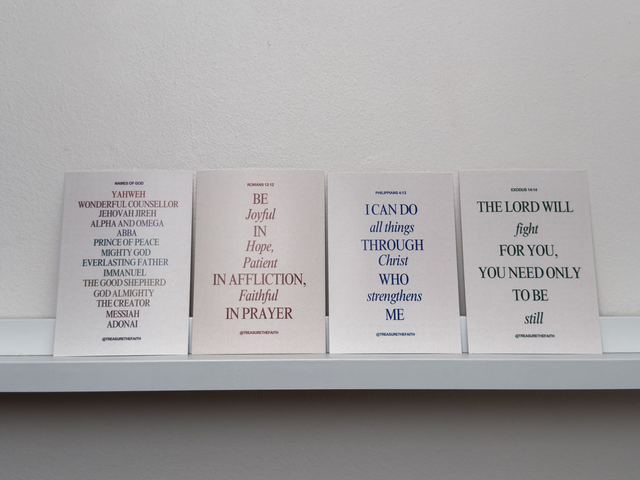 NAMES OF GOD
YAHWEH
WONDERFUL COUNSELLOR
JEHOVAH JIREH
ALPHA AND OMEGA
ABBA
PRINCE OF PEACE
MIGHTY GOD
EVERLASTING FATHER
IMMANUEL
THE GOOD SHEPHERD
GOD ALMIGHTY
THE CREATOR
MESSIAH
ADONAI
@TREASURETHEFAITH
ROMANS 12:12
BE
Joyful
IN
Hope,
Patient
IN AFFLICTION,
Faithful
IN PRAYER
@TREASURETHEFAITH
PHILIPPIANS 4:13
I CAN DO
all things
THROUGH
Christ
WHO
strengthens
ME
@TREASURETHEFAITH
EXODUS 14:14
THE LORD WILL
fight
FOR YOU,
YOU NEED ONLY
TO BE
still
@TREASURETHEFAITH